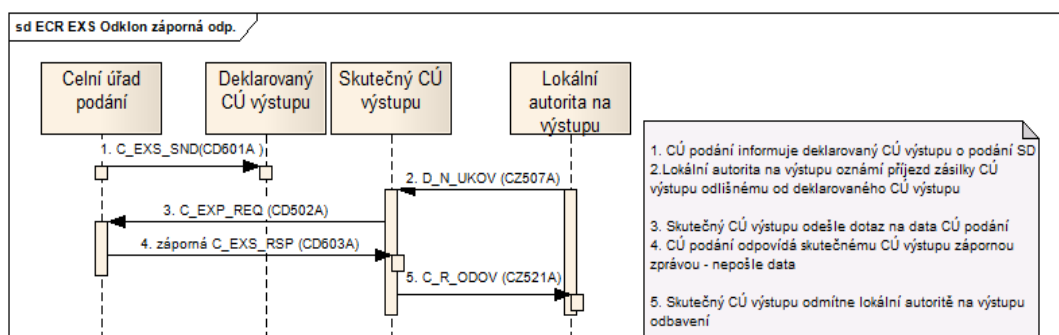 sd ECR EXS Odklon záporná odp.
Celní úřad
podání
Deklarovaný
CÚ výstupu
Skutečný CÚ
výstupu
Lokální
autorita na
výstupu
1. C_EXS_SND(CD601A )
2. D_N_UKOV (CZ507A)
3. C_EXP_REQ (CD502A)
4. záporná C_EXS_RSP (CD603A)
5. C_R_ODOV (CZ521A)
1. CÚ podání informuje deklarovaný CÚ výstupu o podání SD
2.Lokální autorita na výstupu oznámí příjezd zásilky CÚ
výstupu odlišnému od deklarovaného CÚ výstupu
3. Skutečný CÚ výstupu odešle dotaz na data CÚ podání
4. CÚ podání odpovídá skutečnému CÚ výstupu zápornou
zprávou - nepošle data
5. Skutečný CÚ výstupu odmítne lokální autoritě na výstupu
odbavení